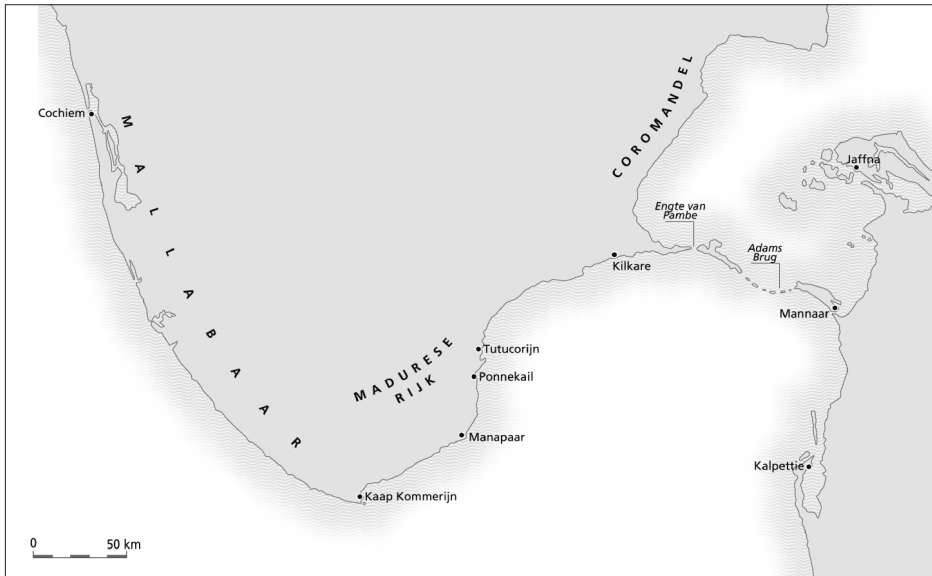 Cochiem
MALLLABAAR
COROMANDEL
Jaffna
Engte van
Pambe
Adams
Brug
Kilkare
Mannaar
Tutucorijn
MADURESE
RIJK
Ponnekail
Manapaar
Kalpettie
Kaap Kommerijn
0 50 km